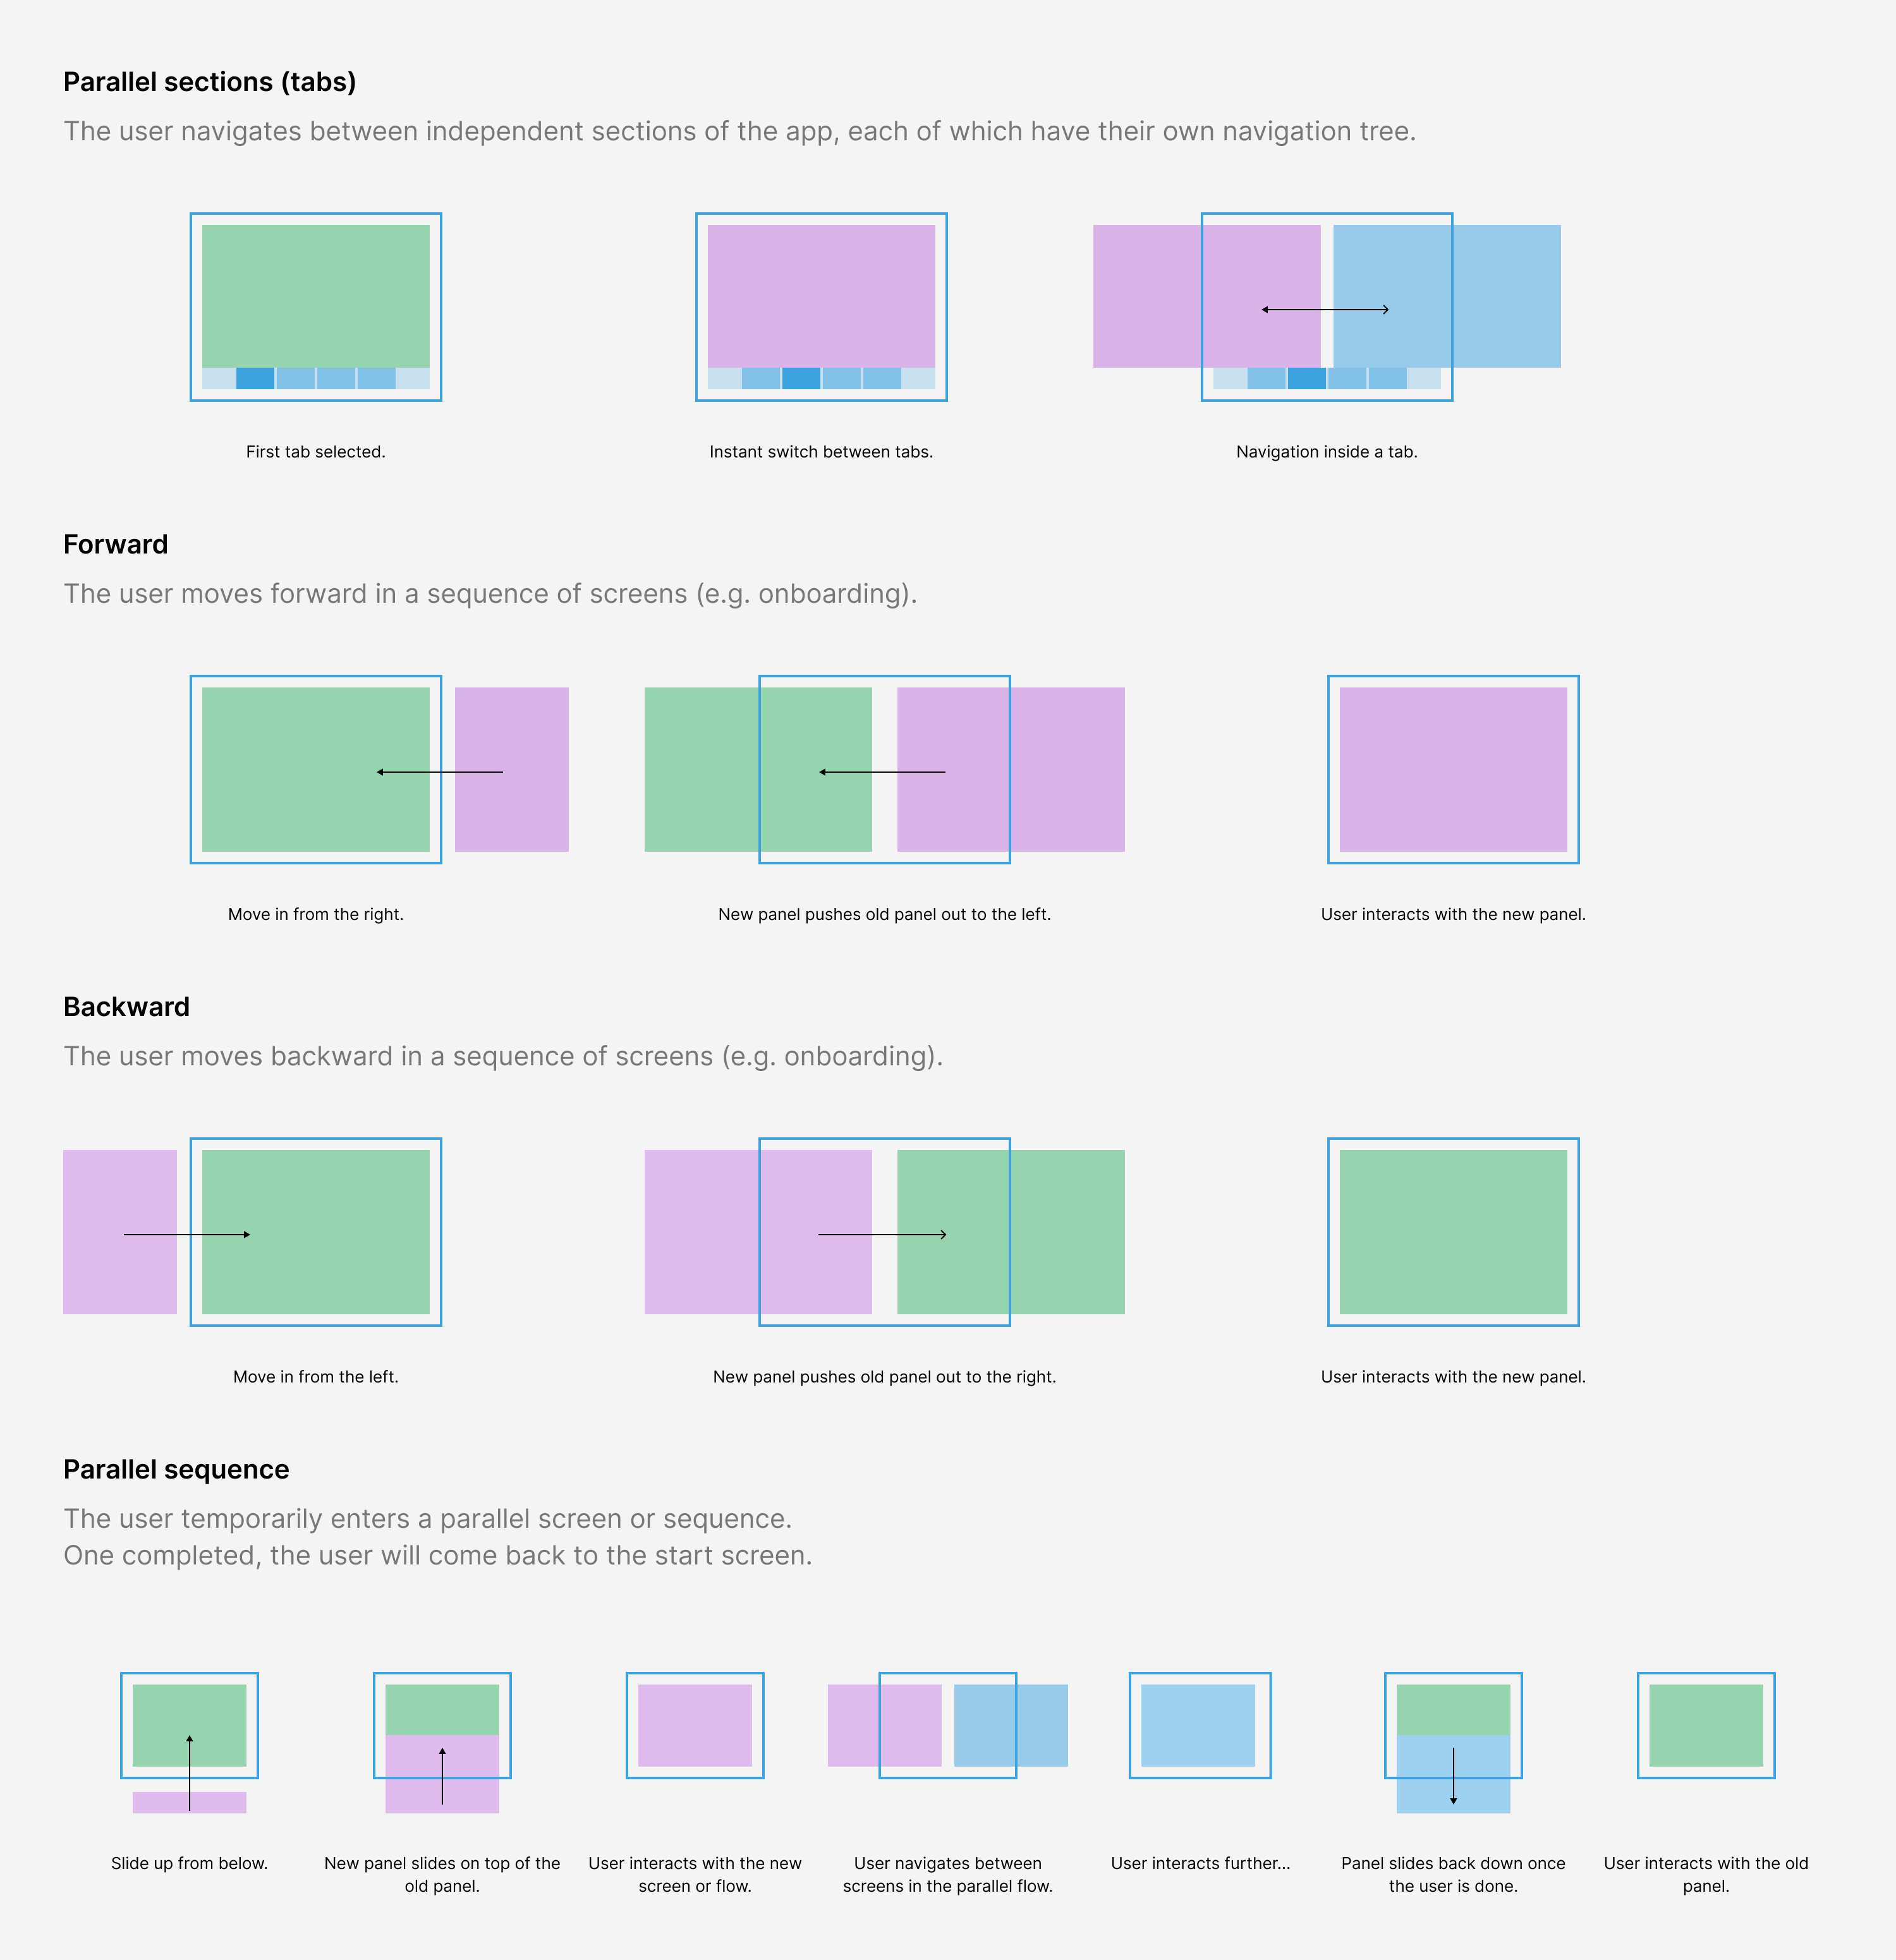 Parallel sections (tabs)
The user navigates between independent sections of the app, each of which have their own navigation tree.
First tab selected.
Instant switch between tabs.
Navigation inside a tab.
Forward
The user moves forward in a sequence of screens (e.g. onboarding).
Move in from the right.
New panel pushes old panel out to the left.
User interacts with the new panel.
Backward
The user moves backward in a sequence of screens (e.g. onboarding).
Move in from the left.
New panel pushes old panel out to the right.
User interacts with the new panel.
Parallel sequence
The user temporarily enters a parallel screen or sequence.
One completed, the user will come back to the start screen.
Slide up from below.
New panel slides on top of the
old panel.
User interacts with the new
screen or flow.
User navigates between
screens in the parallel flow.
User interacts further...
Panel slides back down once
the user is done.
User interacts with the old
panel.